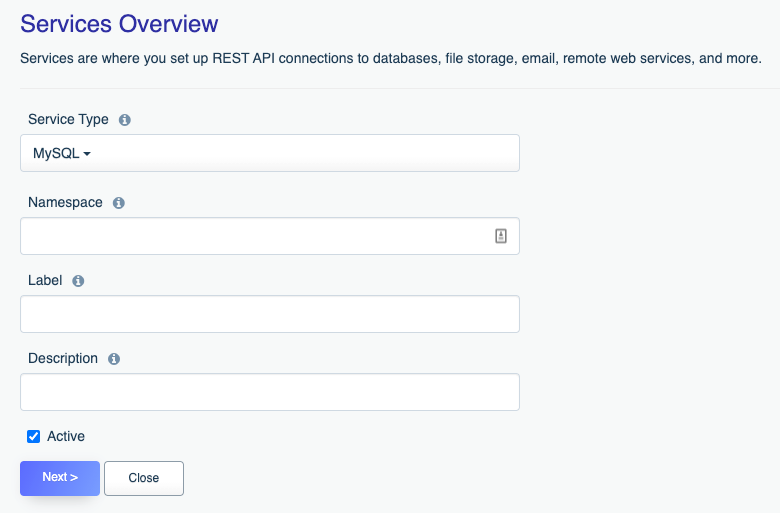 Services Overview
Services are where you set up REST API connections to databases, file storage, email, remote web services, and more.
Service Type
MySQL
Namespace
Label
Description
Active
Next >
Close